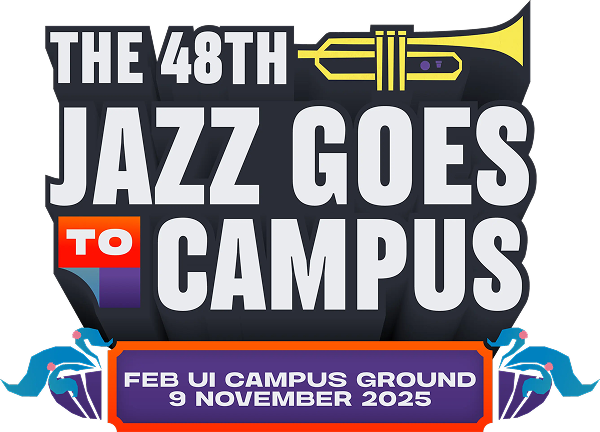 THE 48TH
JAZZ GOES
TO CAMPUS
FEB UI CAMPUS GROUND
9 NOVEMBER 2025